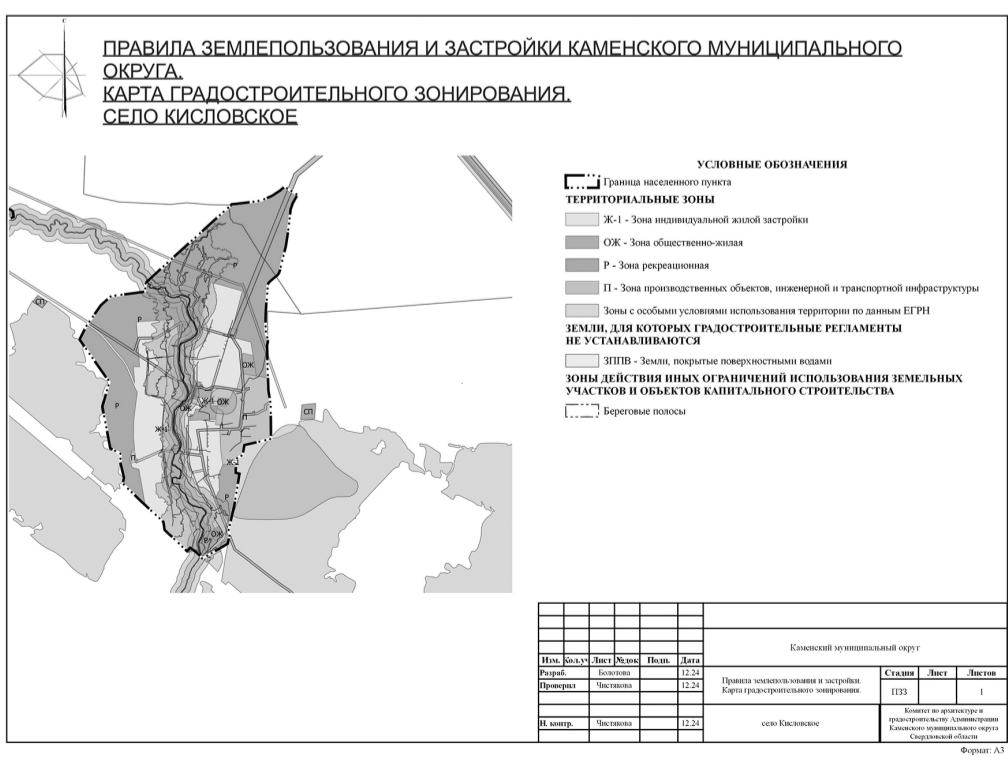 С
ПРАВИЛА ЗЕМЛЕПОЛЬЗОВАНИЯ И ЗАСТРОЙКИ КАМЕНСКОГО МУНИЦИПАЛЬНОГО
ОКРУГА.
КАРТА ГРАДОСТРОИТЕЛЬНОГО ЗОНИРОВАНИЯ.
СЕЛО КИСЛОВСКОЕ
УСЛОВНЫЕ ОБОЗНАЧЕНИЯ
Граница населенного пункта
ТЕРРИТОРИАЛЬНЫЕ ЗОНЫ
Ж-1 - Зона индивидуальной жилой застройки
ОЖ - Зона общественно-жилая
Р - Зона рекреационная
П - Зона производственных объектов, инженерной и транспортной инфраструктуры
Зоны с особыми условиями использования территории по данным ЕГРН
ЗЕМЛИ, ДЛЯ КОТОРЫХ ГРАДОСТРОИТЕЛЬНЫЕ РЕГЛАМЕНТЫ
НЕ УСТАНАВЛИВАЮТСЯ
ЗППВ - Земли, покрытые поверхностными водами
ЗОНЫ ДЕЙСТВИЯ ИНЫХ ОГРАНИЧЕНИЙ ИСПОЛЬЗОВАНИЯ ЗЕМЕЛЬНЫХ
УЧАСТКОВ И ОБЪЕКТОВ КАПИТАЛЬНОГО СТРОИТЕЛЬСТВА
Береговые полосы
Р
СП
Р
ОЖ
Р
ОЖ
Ж-1
ОЖ
СП
П
Ж-1
П
Р
ОЖ
Р
Каменский муниципальный округ
Изм. Кол.уч Лист №док Подп. Дата
Разраб. Болотова 12.24
Проверил Чистякова 12.24
Н. контр. Чистякова 12.24
Правила землепользования и застройки.
Карта градостроительного зонирования.
Стадия Лист Листов
ПЗЗ 1
село Кисловское
Комитет по архитектуре и
градостроительству Администрации
Каменского муниципального округа
Свердловской области
Формат: А3